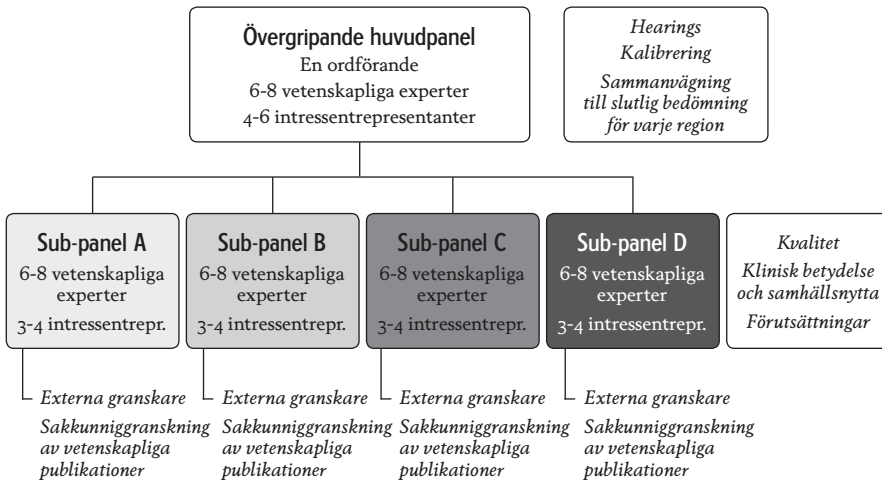 Övergripande huvudpanel
En ordförande
6-8 vetenskapliga experter
4-6 intressentrepresentanter
Hearings
Kalibrering
Sammanvägning
till slutlig bedömning
för varje region
Sub-panel A
6-8 vetenskapliga
experter
3-4 intressentrepr.
Sub-panel B
6-8 vetenskapliga
experter
3-4 intressentrepr.
Sub-panel C
6-8 vetenskapliga
experter
3-4 intressentrepr.
Sub-panel D
6-8 vetenskapliga
experter
3-4 intressentrepr.
Kvalitet
Klinisk betydelse
och samhällsnytta
Förutsättningar
Externa granskare
Sakkunniggranskning
av vetenskapliga
publikationer
Externa granskare
Sakkunniggranskning
av vetenskapliga
publikationer
Externa granskare
Sakkunniggranskning
av vetenskapliga
publikationer
Externa granskare
Sakkunniggranskning
av vetenskapliga
publikationer